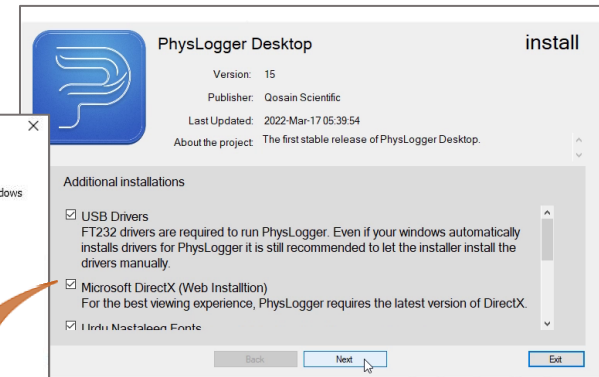 PhysLogger Desktop
install
Version: 15
Publisher: Qosain Scientific
Last Updated: 2022-Mar-17 05:39:54
About the project: The first stable release of PhysLogger Desktop.
dows
Additional installations
USB Drivers
FT232 drivers are required to run PhysLogger. Even if your windows automatically
installs drivers for PhysLogger it is still recommended to let the installer install the
drivers manually.
Microsoft DirectX (Web Installtion)
For the best viewing experience, PhysLogger requires the latest version of DirectX.
Urdu Nastaleeq Fonts
Back
Next
Exit